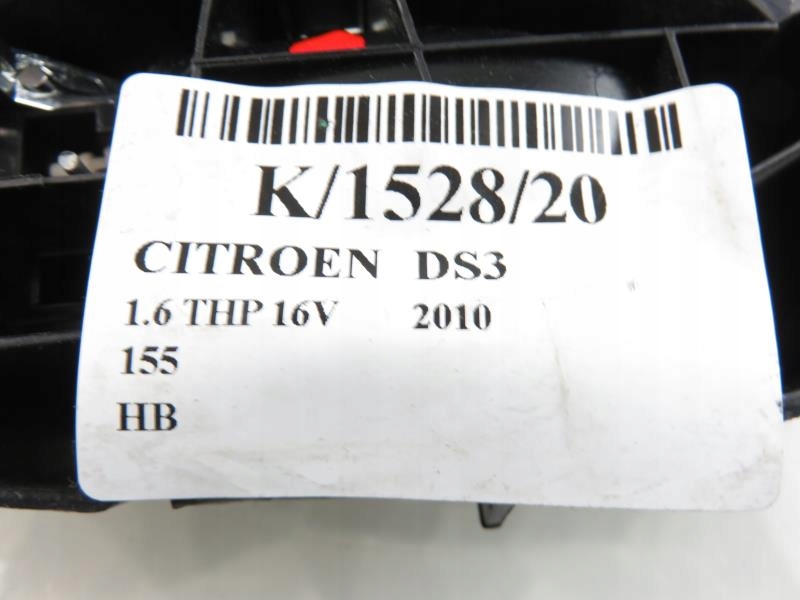 K/1528/20
CITROEN DS3
1.6 THP 16V 2010
155
HB